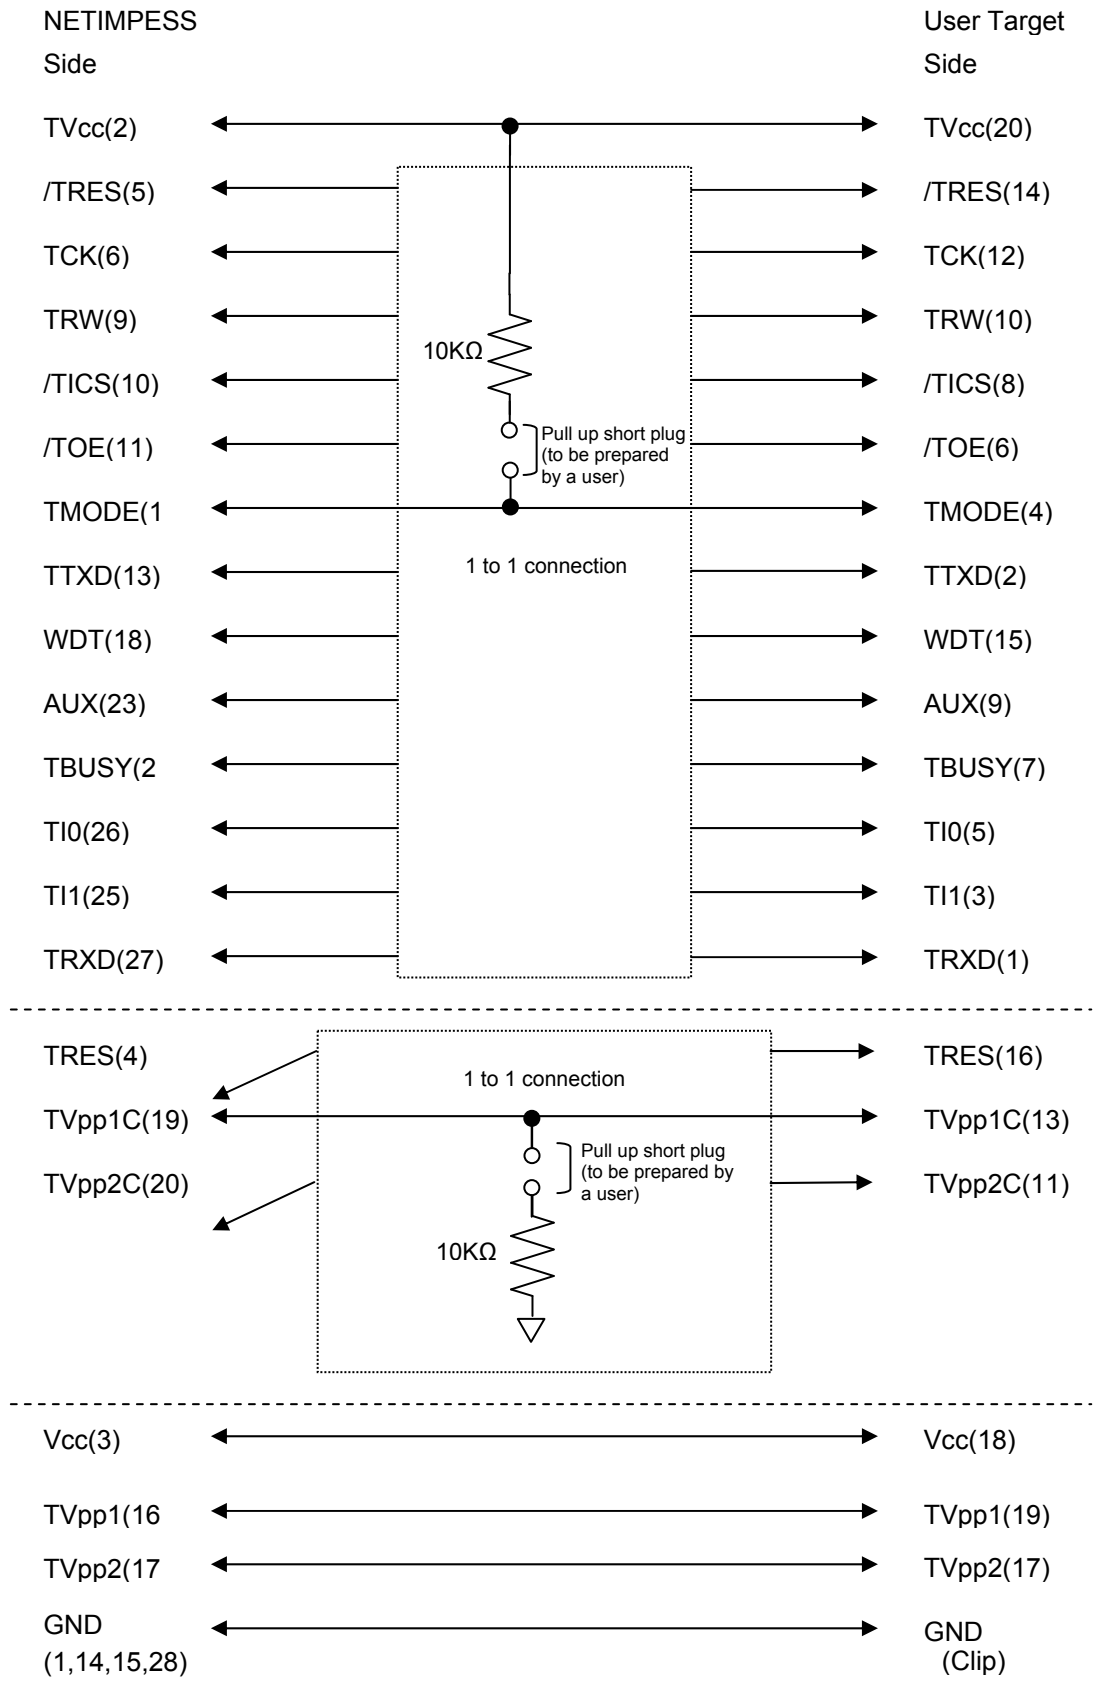 NETIMPESS User Target
Side Side
TVcc(2) TVcc(20)
/TRES(5) /TRES(14)
TCK(6) TCK(12)
TRW(9) TRW(10)
10KΩ
/TICS(10) /TICS(8)
Pull up short plug
(to be prepared
by a user)
/TOE(11) /TOE(6)
TMODE(1 TMODE(4)
1 to 1 connection
TTXD(13) TTXD(2)
WDT(18) WDT(15)
AUX(23) AUX(9)
TBUSY(2 TBUSY(7)
TI0(26) TI0(5)
TI1(25) TI1(3)
TRXD(27) TRXD(1)
TRES(4) TRES(16)
1 to 1 connection
TVpp1C(19) TVpp1C(13)
Pull up short plug
(to be prepared by
a user)
TVpp2C(20) TVpp2C(11)
10KΩ
Vcc(3) Vcc(18)
TVpp1(16 TVpp1(19)
TVpp2(17 TVpp2(17)
GND GND
(1,14,15,28) (Clip)